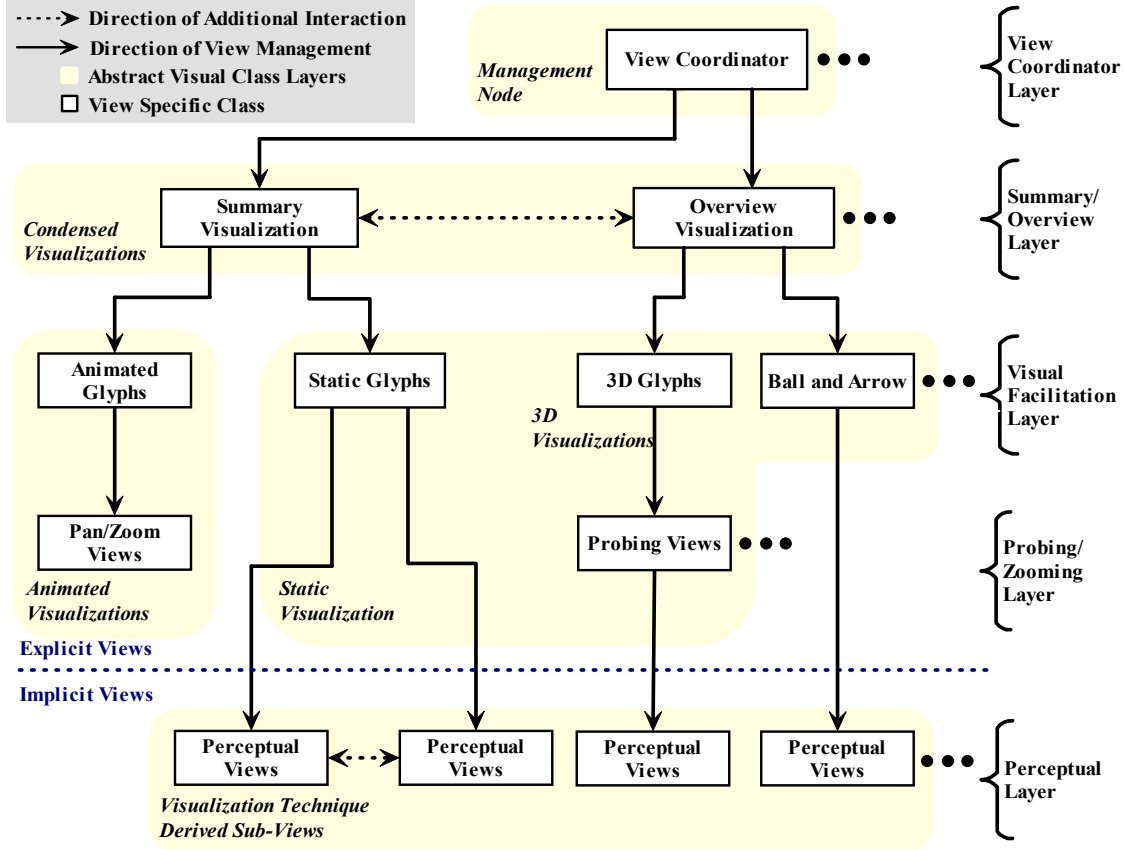 Direction of Additional Interaction
Direction of View Management
Abstract Visual Class Layers
View Specific Class
Management
Node
View Coordinator
View
Coordinator
Layer
Condensed
Visualizations
Summary
Visualization
Overview
Visualization
Summary/
Overview
Layer
Animated
Glyphs
Static Glyphs
3D Glyphs
Ball and Arrow
Visual
Facilitation
Layer
3D
Visualizations
Pan/Zoom
Views
Probing Views
Probing/
Zooming
Layer
Animated
Visualizations
Static
Visualization
Explicit Views
Implicit Views
Perceptual
Views
Perceptual
Views
Perceptual
Views
Perceptual
Views
Perceptual
Layer
Visualization Technique
Derived Sub-Views